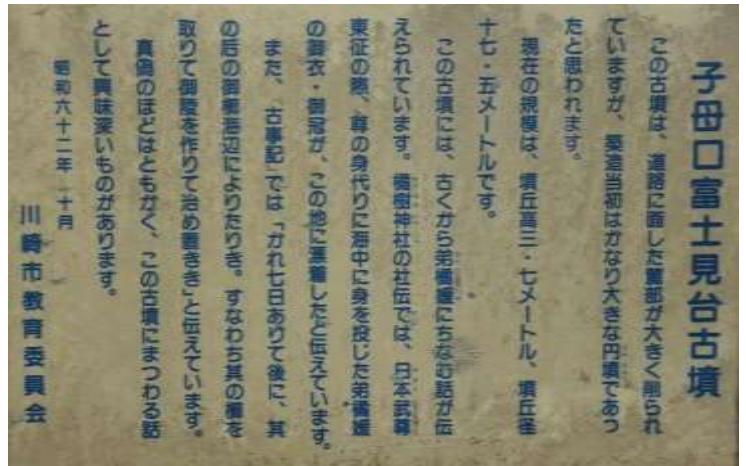 子母口富士見台古墳
この古墳は、道路に面した麓部が大きく削られ
ていますが、築造当初はかなり大きな円墳であっ
たと思われます。
現在の規模は、墳丘高三・七メートル、墳丘径
十七・五メートルです。
この古墳には、古くから弟橘媛にちなむ話が伝
えられています。橘樹神社の社伝では、日本武尊
東征の際、尊の身代りに海中に身を投じた弟橘媛
の御衣・御冠が、この地に漂着したと伝えています。
また、「古事記」では「かれ七日ありて後に、其
の后の御櫛海辺によりたりき。すなわち其の櫛を
取りて御陵を作りて治め置きき」と伝えています。
真偽のほどはともかく、この古墳にまつわる話
として興味深いものがあります。
昭和六十二年 十月
川崎市教育委員会